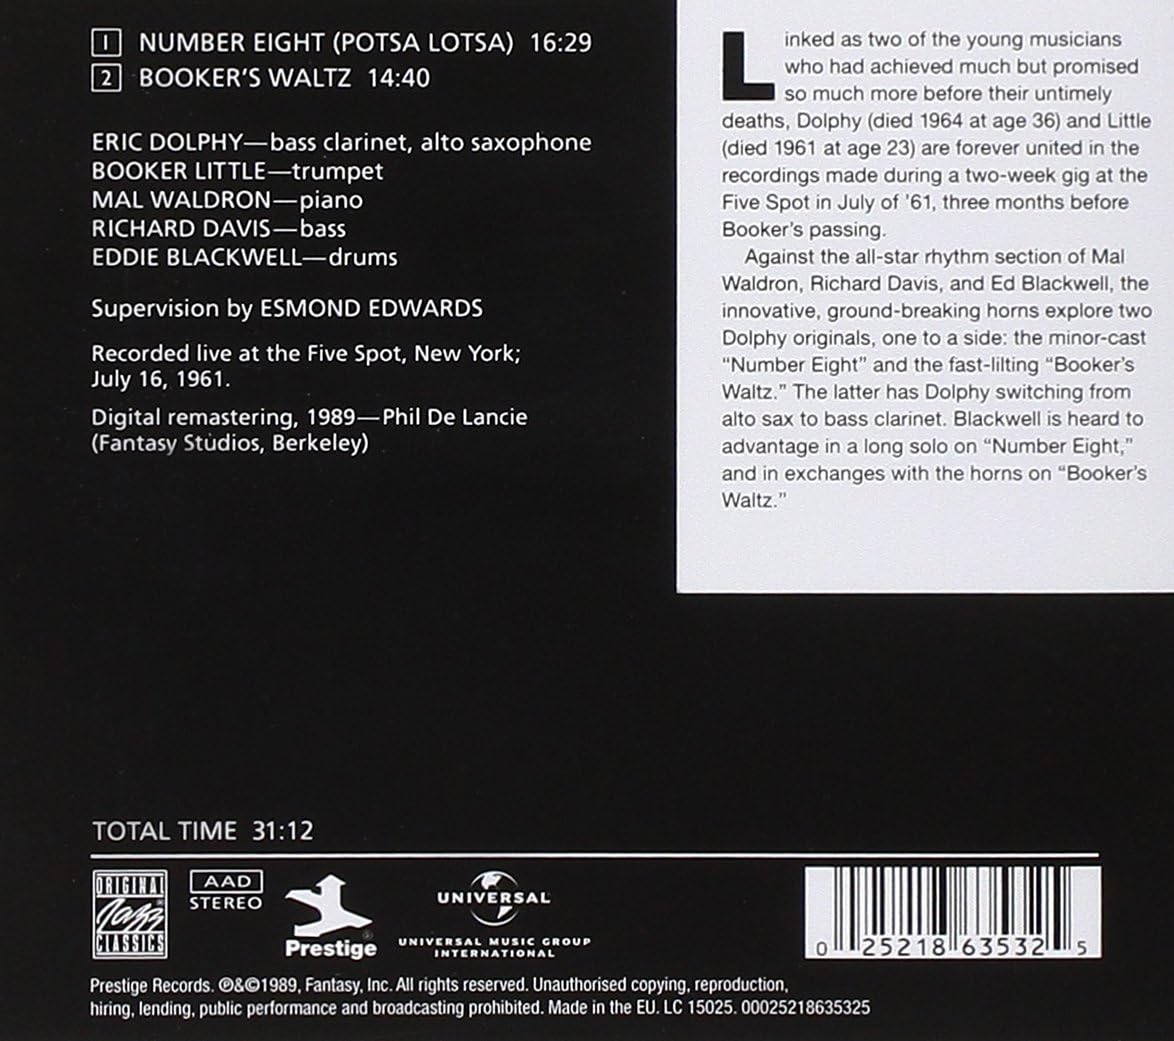 1 NUMBER EIGHT (POTSA LOTSA) 16:29
2 BOOKER'S WALTZ 14:40
ERIC DOLPHY—bass clarinet, alto saxophone
BOOKER LITTLE—trumpet
MAL WALDRON—piano
RICHARD DAVIS—bass
EDDIE BLACKWELL—drums
Supervision by ESMOND EDWARDS
Recorded live at the Five Spot, New York;
July 16, 1961.
Digital remastering, 1989—Phil De Lancie
(Fantasy Studios, Berkeley)
Linked as two of the young musicians
who had achieved much but promised
so much more before their untimely
deaths, Dolphy (died 1964 at age 36) and Little
(died 1961 at age 23) are forever united in the
recordings made during a two-week gig at the
Five Spot in July of '61, three months before
Booker's passing.
Against the all-star rhythm section of Mal
Waldron, Richard Davis, and Ed Blackwell, the
innovative, ground-breaking horns explore two
Dolphy originals, one to a side: the minor-cast
"Number Eight" and the fast-lilting "Booker's
Waltz." The latter has Dolphy switching from
alto sax to bass clarinet. Blackwell is heard to
advantage in a long solo on "Number Eight,"
and in exchanges with the horns on "Booker's
Waltz."
TOTAL TIME 31:12
ORIGINAL
Jazz
CLASSICS
AAD
STEREO
Prestige®
UNIVERSAL
UNIVERSAL MUSIC GROUP
INTERNATIONAL
0 25218 63532 5
Prestige Records. ℗&©1989, Fantasy, Inc. All rights reserved. Unauthorised copying, reproduction,
hiring, lending, public performance and broadcasting prohibited. Made in the EU. LC 15025. 00025218635325